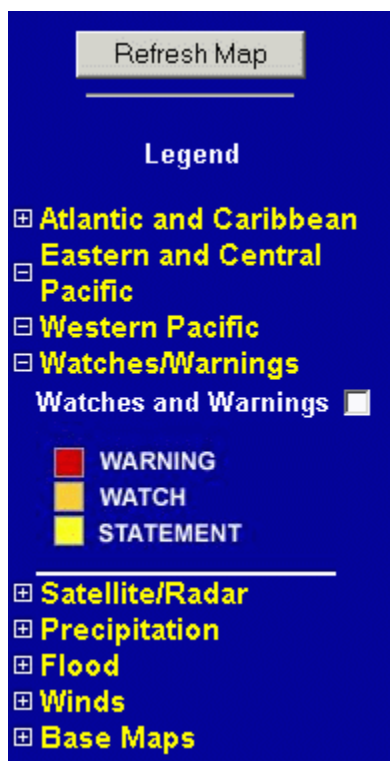 Refresh Map
Legend
Atlantic and Caribbean
Eastern and Central
Pacific
Western Pacific
Watches/Warnings
Watches and Warnings
WARNING
WATCH
STATEMENT
Satellite/Radar
Precipitation
Flood
Winds
Base Maps